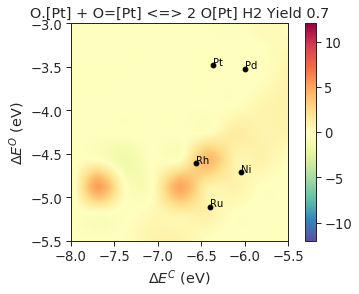 O.[Pt] + O=[Pt] <=> 2 O[Pt] H2 Yield 0.7
−3.0
−3.5
−4.0
−4.5
−5.0
−5.5
ΔE^O (eV)
Pt
Pd
Rh
Ni
Ru
10
5
0
−5
−10
−8.0 −7.5 −7.0 −6.5 −6.0 −5.5
ΔE^C (eV)